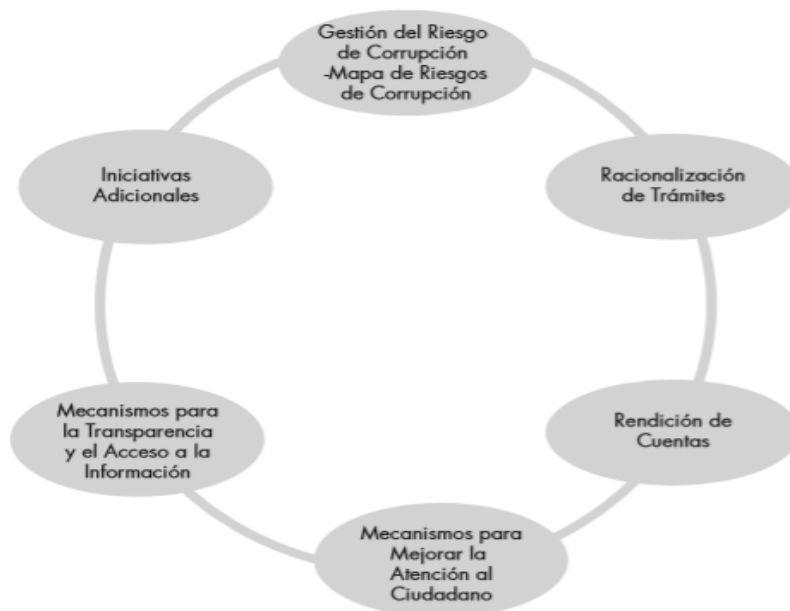 Gestión del Riesgo
de Corrupción
-Mapa de Riesgos
de Corrupción
Racionalización
de Trámites
Rendición de
Cuentas
Mecanismos para
Mejorar la
Atención al
Ciudadano
Mecanismos para
la Transparencia
y el Acceso a la
Información
Iniciativas
Adicionales